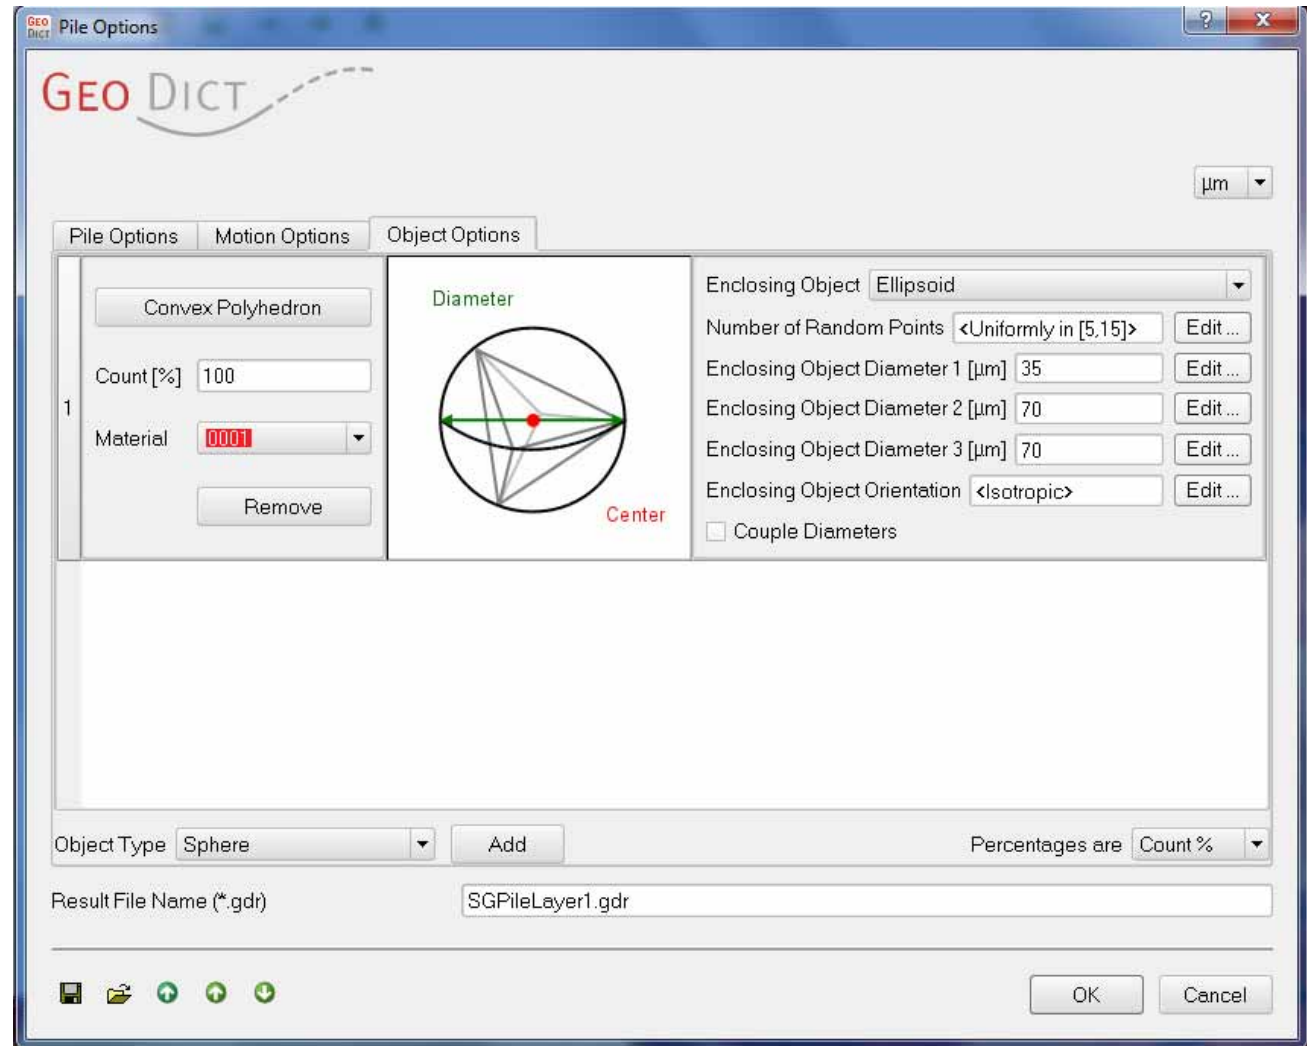 GEO DICT Pile Options ? X
GEO DICT
µm
Pile Options Motion Options Object Options
1
Convex Polyhedron
Count [%] 100
Material 0001
Remove
Diameter
Center
Enclosing Object Ellipsoid
Number of Random Points <Uniformly in [5,15]> Edit ...
Enclosing Object Diameter 1 [µm] 35 Edit ...
Enclosing Object Diameter 2 [µm] 70 Edit ...
Enclosing Object Diameter 3 [µm] 70 Edit ...
Enclosing Object Orientation <Isotropic> Edit ...
Couple Diameters
Object Type Sphere Add Percentages are Count %
Result File Name (*.gdr) SGPileLayer1.gdr
OK Cancel